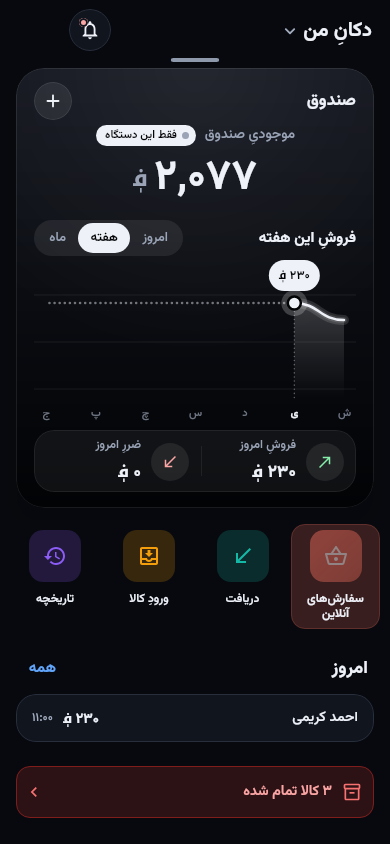 دکانِ من
صندوق
موجودیِ صندوق
فقط این دستگاه
۲,۰۷۷ ؋
فروشِ این هفته
امروز
هفته
ماه
۲۳۰ ؋
ش
ی
د
س
چ
پ
ج
فروشِ امروز
۲۳۰ ؋
ضررِ امروز
۰ ؋
سفارش‌های
آنلاین
دریافت
ورودِ کالا
تاریخچه
امروز
همه
احمد کریمی
۲۳۰ ؋
۱۱:۰۰
۳ کالا تمام شده